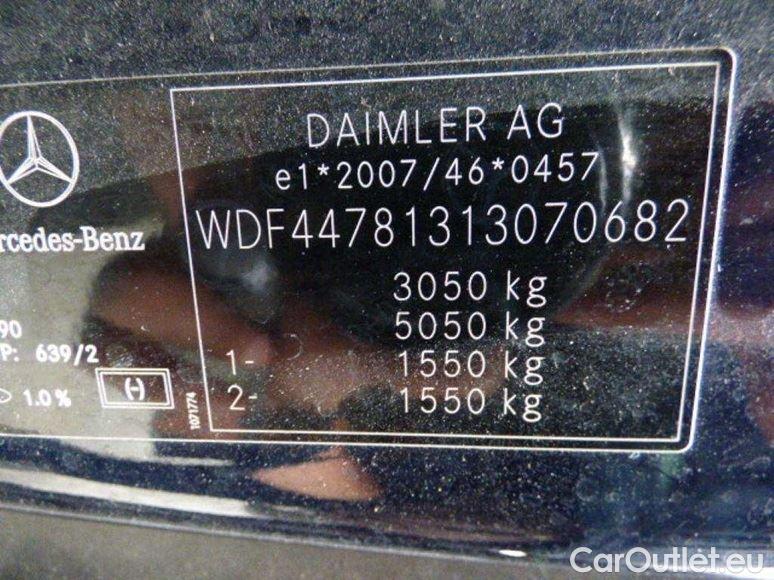 DAIMLER AG
e1*2007/46*0457
WDF44781313070682
3050 kg
5050 kg
1- 1550 kg
2- 1550 kg
rcedes-Benz
90
P: 639/2
1.0 %
(-)
1071774
CarOutlet.eu